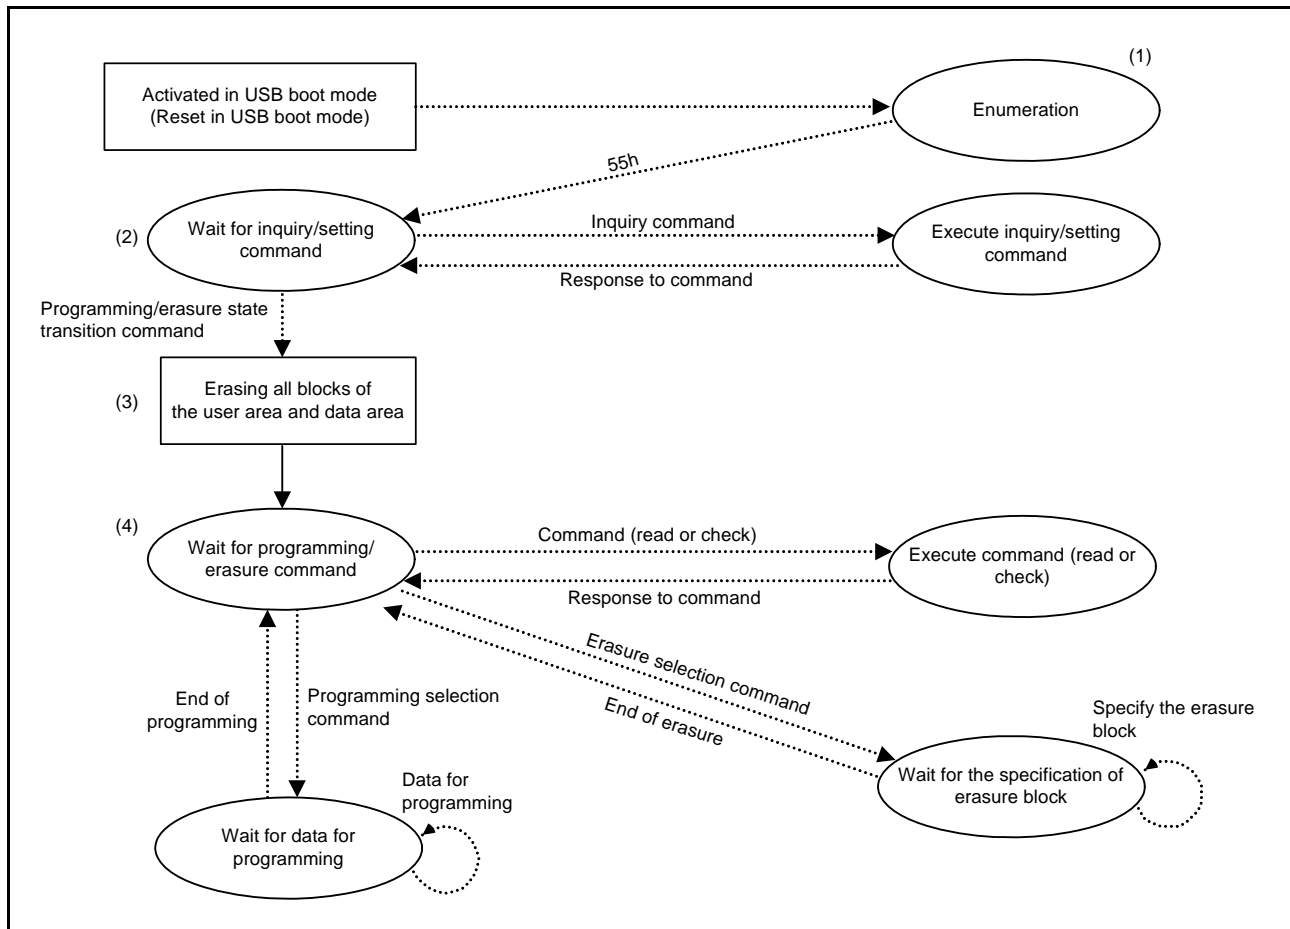 (1)
Activated in USB boot mode
(Reset in USB boot mode)
Enumeration
55h
(2)
Wait for inquiry/setting
command
Inquiry command
Execute inquiry/setting
command
Response to command
Programming/erasure state
transition command
(3)
Erasing all blocks of
the user area and data area
(4)
Wait for programming/
erasure command
Command (read or check)
Execute command (read or
check)
Response to command
Erasure selection command
End of erasure
End of
programming
Programming selection
command
Specify the erasure
block
Wait for the specification of
erasure block
Data for
programming
Wait for data for
programming